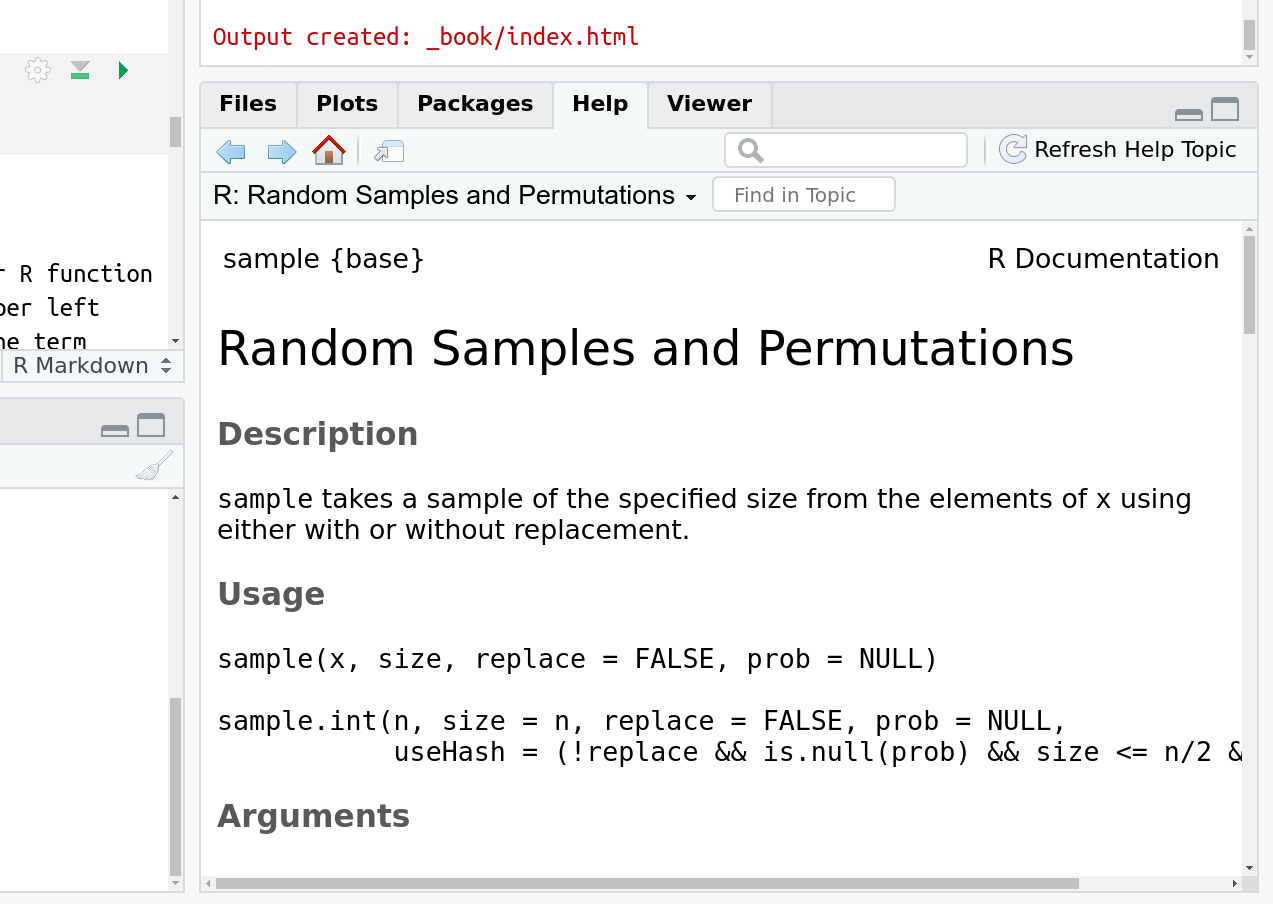 Output created: _book/index.html
Files Plots Packages Help Viewer
Refresh Help Topic
R: Random Samples and Permutations Find in Topic
sample {base} R Documentation
Random Samples and Permutations
Description
sample takes a sample of the specified size from the elements of x using
either with or without replacement.
Usage
sample(x, size, replace = FALSE, prob = NULL)
sample.int(n, size = n, replace = FALSE, prob = NULL,
useHash = (!replace && is.null(prob) && size <= n/2 &
Arguments
R function
left
term
R Markdown